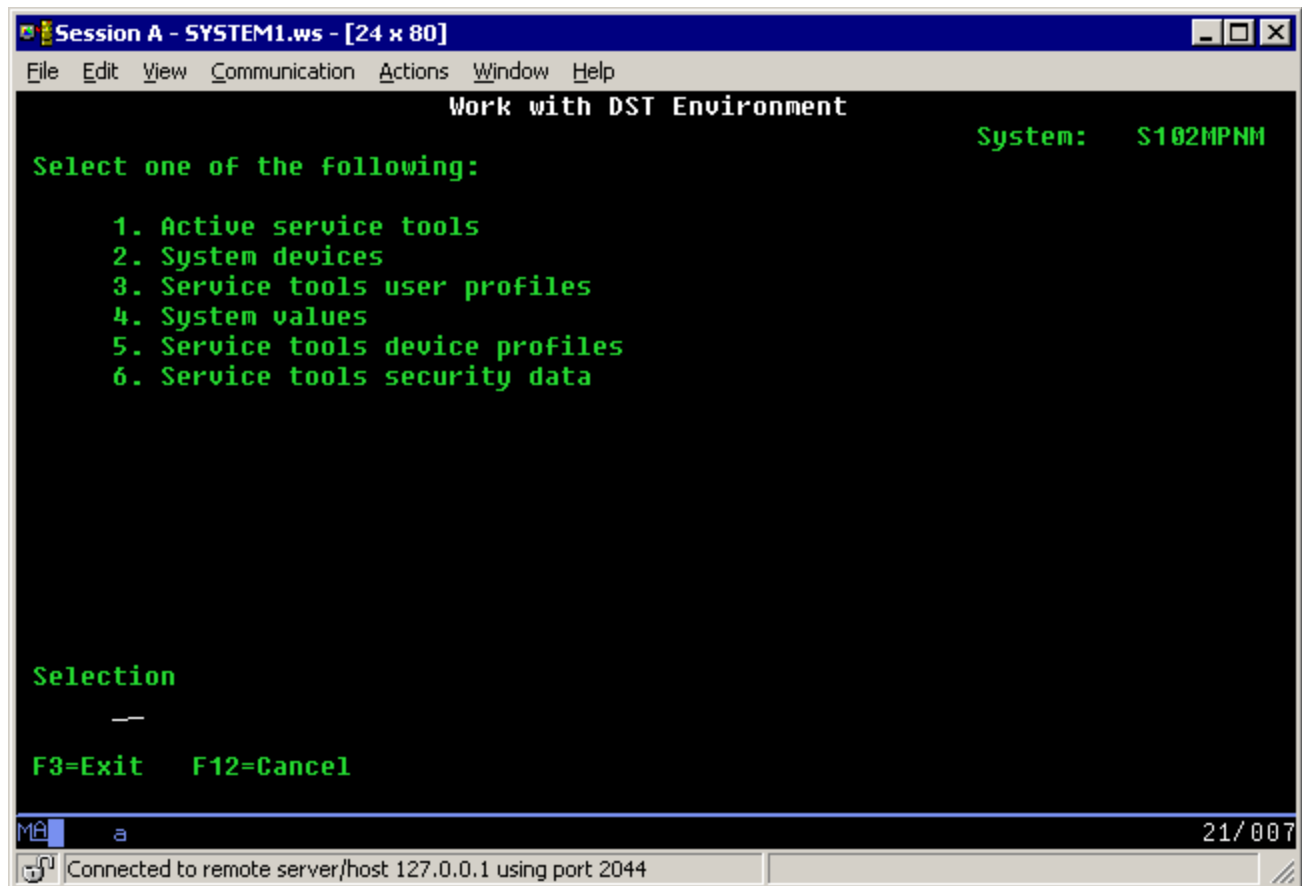 Session A - SYSTEM1.ws - [24 x 80]
File Edit View Communication Actions Window Help
Work with DST Environment
System: S102MPNM
Select one of the following:
1. Active service tools
2. System devices
3. Service tools user profiles
4. System values
5. Service tools device profiles
6. Service tools security data
Selection
__
F3=Exit F12=Cancel
MA a 21/007
Connected to remote server/host 127.0.0.1 using port 2044